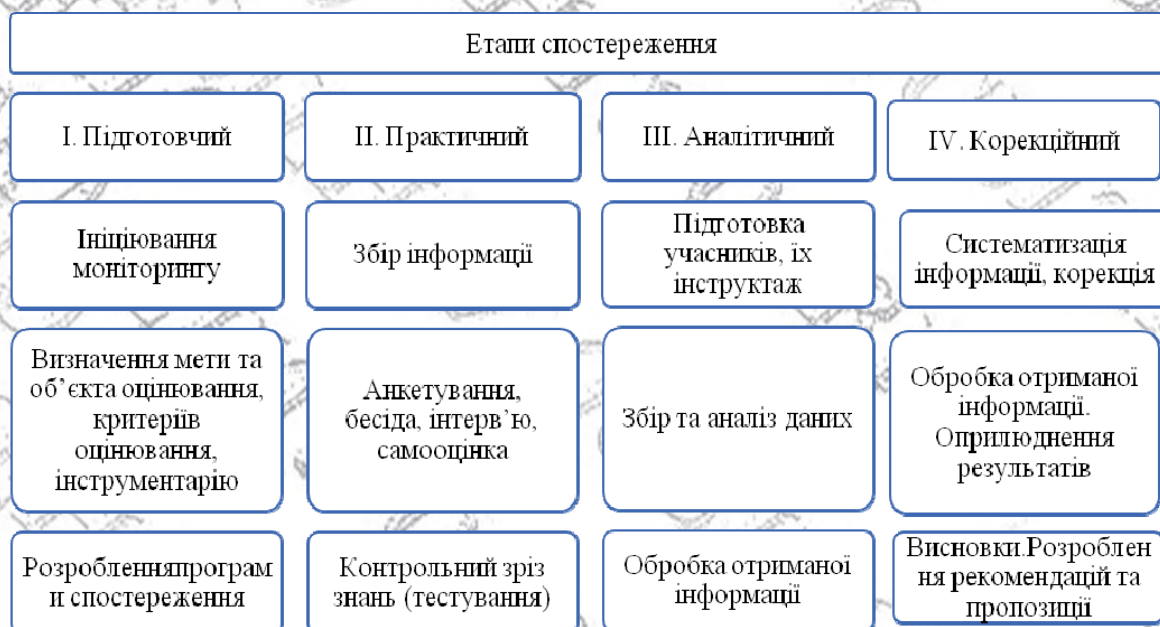 Етапи спостереження
І. Підготовчий
ІІ. Практичний
ІІІ. Аналітичний
IV. Корекційний
Ініціювання
моніторингу
Збір інформації
Підготовка
учасників, їх
інструктаж
Систематизація
інформації, корекція
Визначення мети та
об’єкта оцінювання,
критеріїв
оцінювання,
інструментарію
Анкетування,
бесіда, інтерв’ю,
самооцінка
Збір та аналіз даних
Обробка отриманої
інформації.
Оприлюднення
результатів
Розробленняпрограм
и спостереження
Контрольний зріз
знань (тестування)
Обробка отриманої
інформації
Висновки.Розроблен
ня рекомендацій та
пропозиції